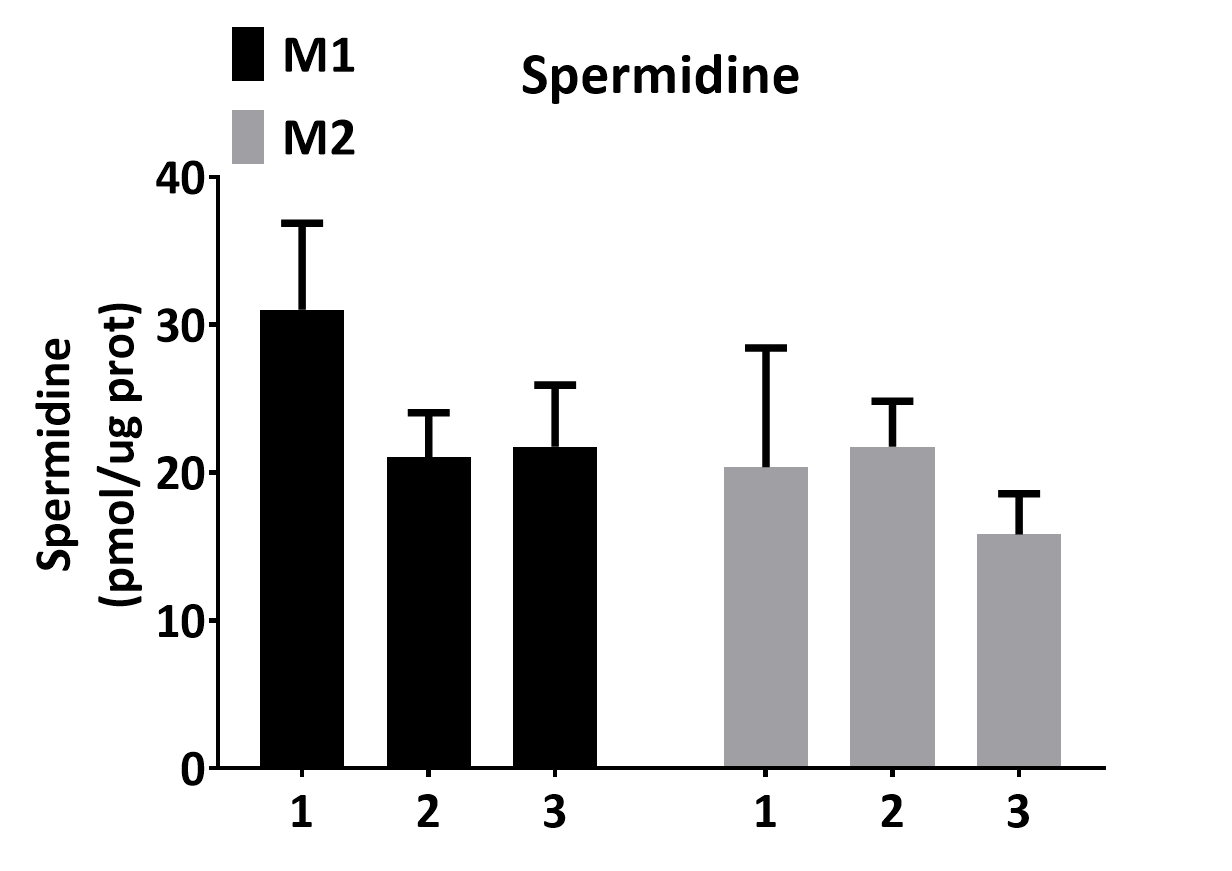 M1
M2
Spermidine
Spermidine
(pmol/ug prot)
40
30
20
10
0
1 2 3 1 2 3